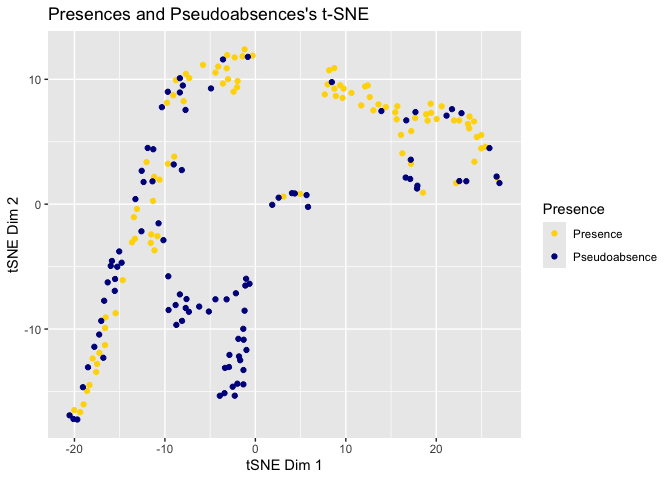 Presences and Pseudoabsences's t-SNE
10
0
-10
-20
-10
0
10
20
tSNE Dim 1
tSNE Dim 2
Presence
Presence
Pseudoabsence